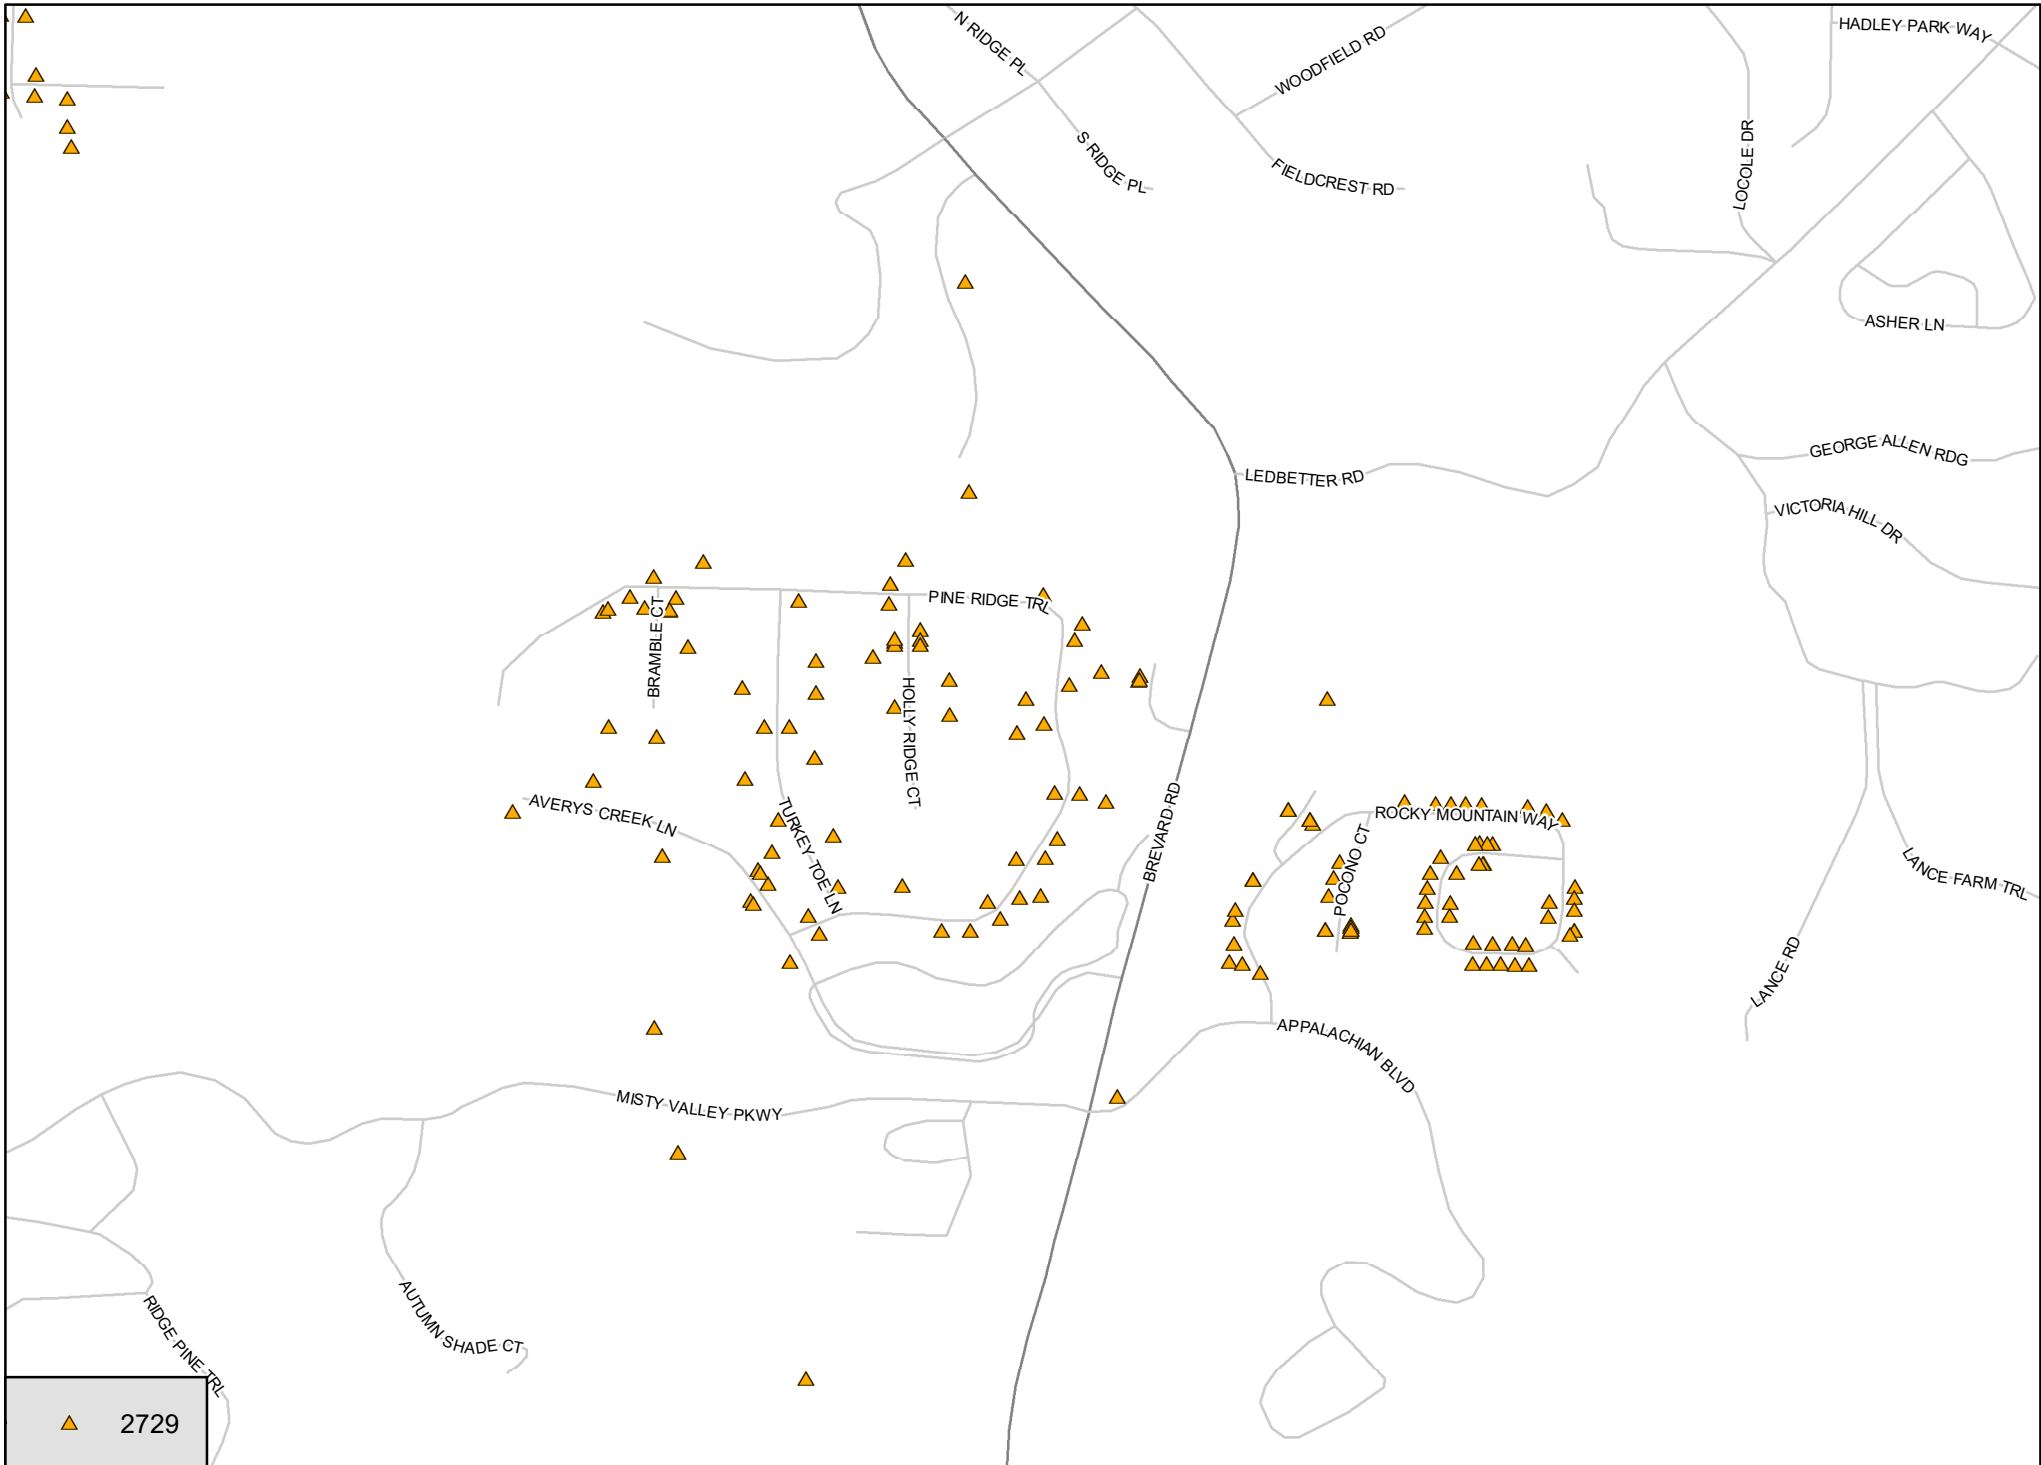 N RIDGE PL
WOODFIELD RD
HADLEY PARK WAY
S RIDGE PL
FIELDCREST RD
LOCOLE DR
ASHER LN
GEORGE ALLEN RDG
LEDBETTER RD
VICTORIA HILL DR
PINE RIDGE TRL
BRAMBLE CT
HOLLY RIDGE CT
AVERYS CREEK LN
TURKEY TOE LN
BREVARD RD
ROCKY MOUNTAIN WAY
POCONO CT
LANCE FARM TRL
LANCE RD
APPALACHIAN BLVD
MISTY VALLEY PKWY
AUTUMN SHADE CT
RIDGE PINE TRL
2729